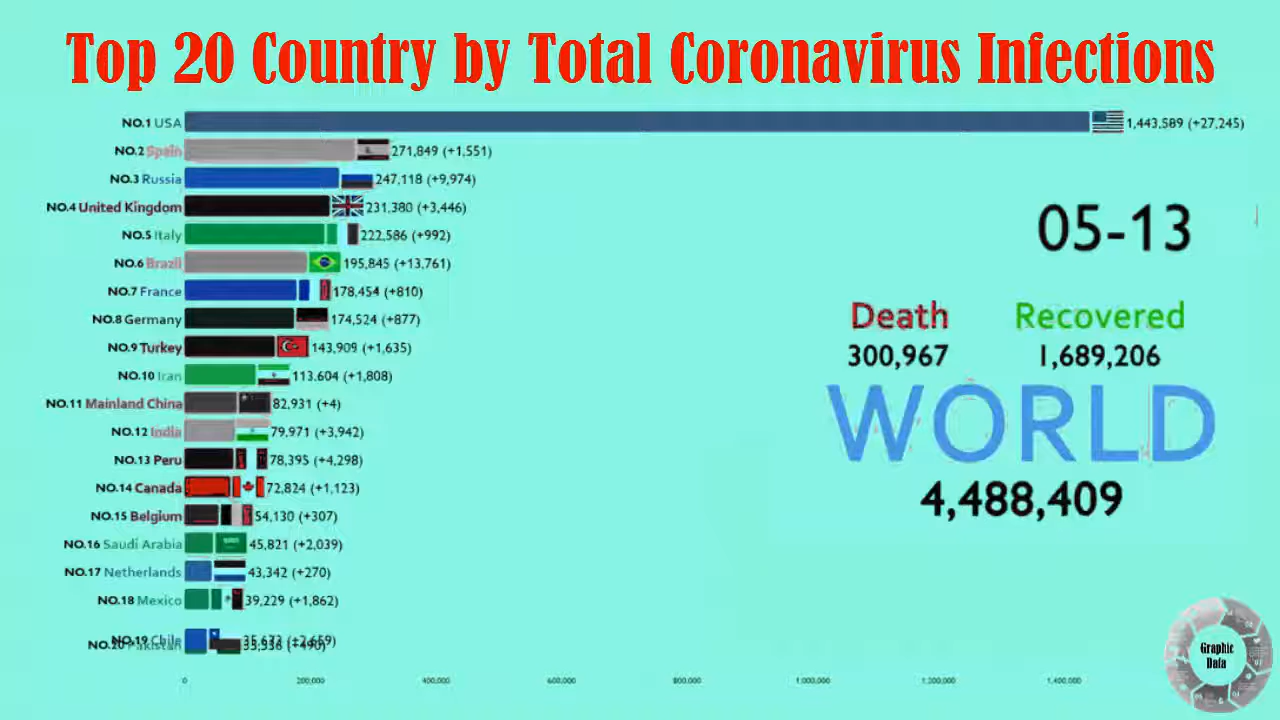 Top 20 Country by Total Coronavirus Infections
NO.1 USA 1,443,589 (+27,245)
NO.2 Spain 271,849 (+1,551)
NO.3 Russia 247,118 (+9,974)
NO.4 United Kingdom 231,380 (+3,446)
NO.5 Italy 222,586 (+992)
NO.6 Brazil 195,845 (+13,761)
NO.7 France 178,454 (+810)
NO.8 Germany 174,524 (+877)
NO.9 Turkey 143,909 (+1,635)
NO.10 Iran 113,604 (+1,808)
NO.11 Mainland China 82,931 (+4)
NO.12 India 79,971 (+3,942)
NO.13 Peru 78,395 (+4,298)
NO.14 Canada 72,824 (+1,123)
NO.15 Belgium 54,130 (+307)
NO.16 Saudi Arabia 45,821 (+2,039)
NO.17 Netherlands 43,342 (+270)
NO.18 Mexico 39,229 (+1,862)
NO.19 Chile
NO.20 Pakistan
0 200,000 400,000 600,000 800,000 1,000,000 1,200,000 1,400,000
05-13
Death Recovered
300,967 1,689,206
WORLD
4,488,409
Graphic
Data